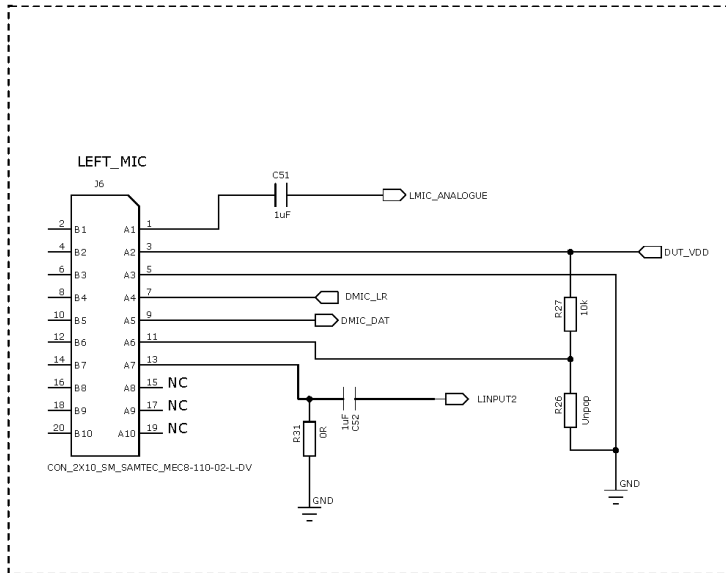 LEFT_MIC
J6
C51
1uF
LMIC_ANALOGUE
2 B1 A1 1
4 B2 A2 3
DUT_VDD
6 B3 A3 5
8 B4 A4 7
DMIC_LR
R27
10k
10 B5 A5 9
DMIC_DAT
12 B6 A6 11
14 B7 A7 13
16 B8 A8 15 NC
18 B9 A9 17 NC
20 B10 A10 19 NC
1uF
C52
LINPUT2
R26
Unpop
R31
0R
CON_2X10_SM_SAMTEC_MEC8-110-02-L-DV
GND
GND